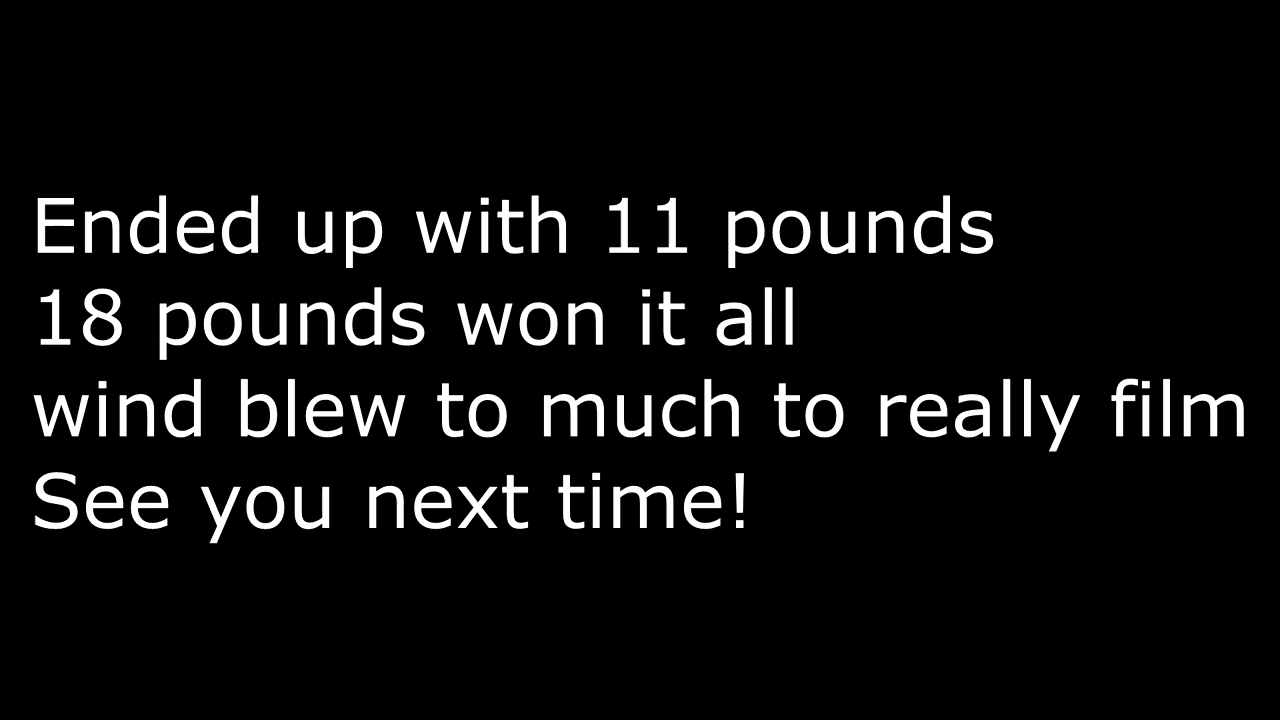 Ended up with 11 pounds
18 pounds won it all
wind blew to much to really film
See you next time!